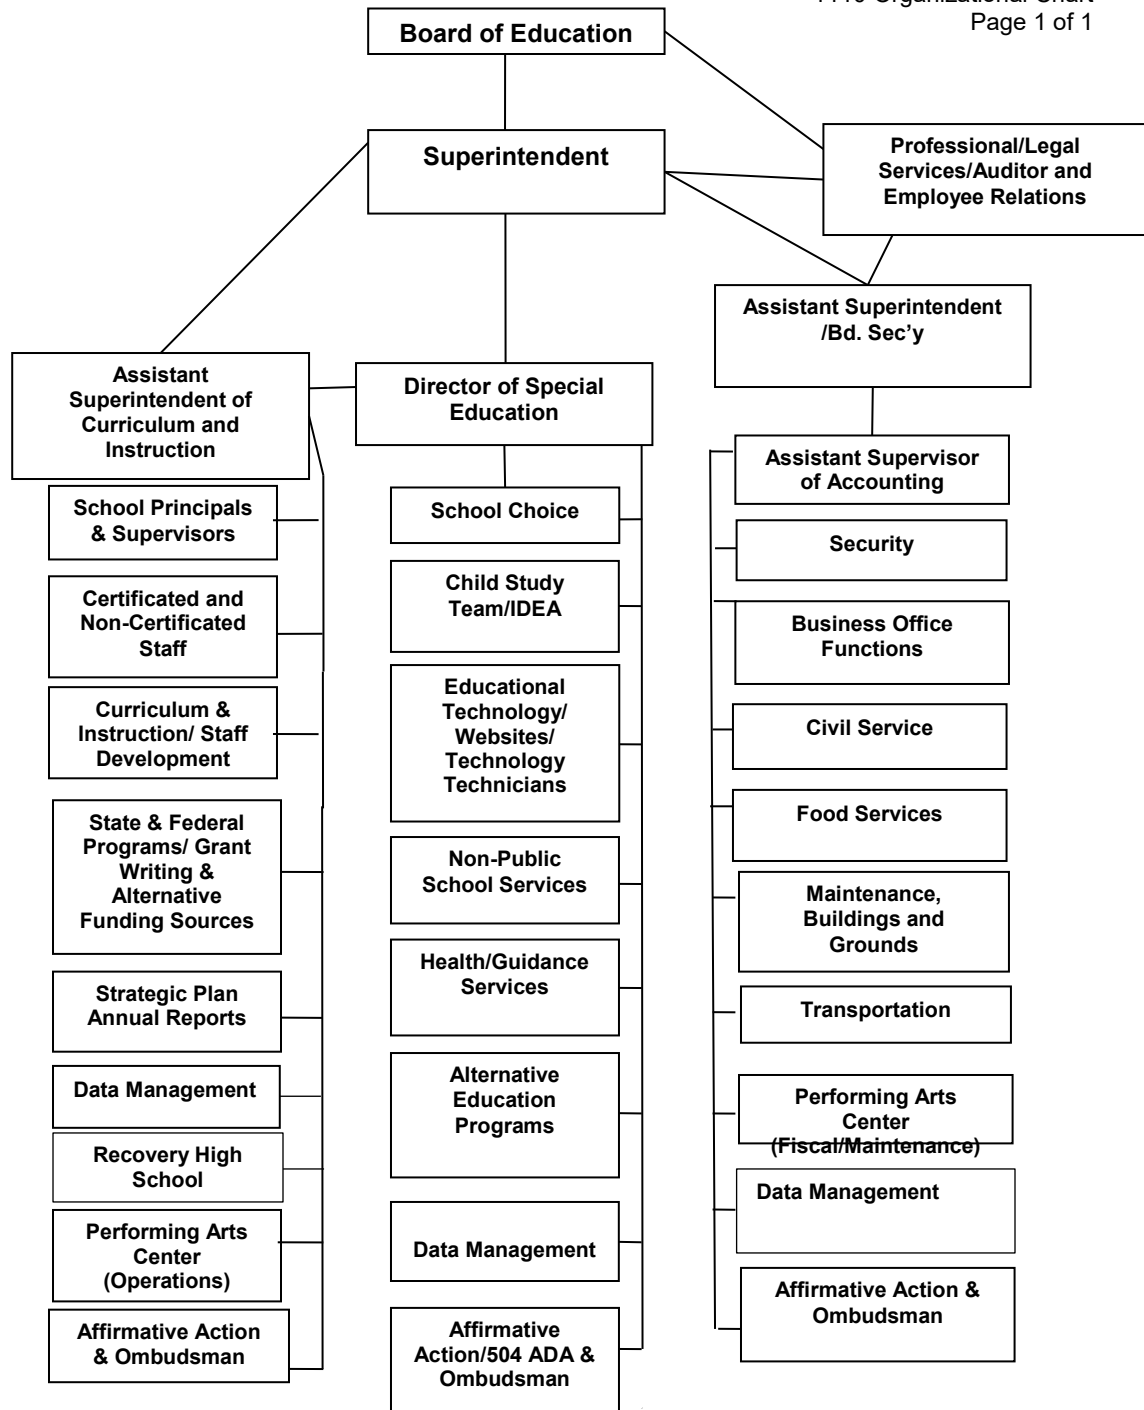 Organizational Chart
Page 1 of 1
Board of Education
Superintendent
Professional/Legal
Services/Auditor and
Employee Relations
Assistant Superintendent
/Bd. Sec’y
Assistant
Superintendent of
Curriculum and
Instruction
School Principals
& Supervisors
Certificated and
Non-Certificated
Staff
Curriculum &
Instruction/ Staff
Development
State & Federal
Programs/ Grant
Writing &
Alternative
Funding Sources
Strategic Plan
Annual Reports
Data Management
Recovery High
School
Performing Arts
Center
(Operations)
Affirmative Action
& Ombudsman
Director of Special
Education
School Choice
Child Study
Team/IDEA
Educational
Technology/
Websites/
Technology
Technicians
Non-Public
School Services
Health/Guidance
Services
Alternative
Education
Programs
Data Management
Affirmative
Action/504 ADA &
Ombudsman
Assistant Supervisor
of Accounting
Security
Business Office
Functions
Civil Service
Food Services
Maintenance,
Buildings and
Grounds
Transportation
Performing Arts
Center
(Fiscal/Maintenance)
Data Management
Affirmative Action &
Ombudsman